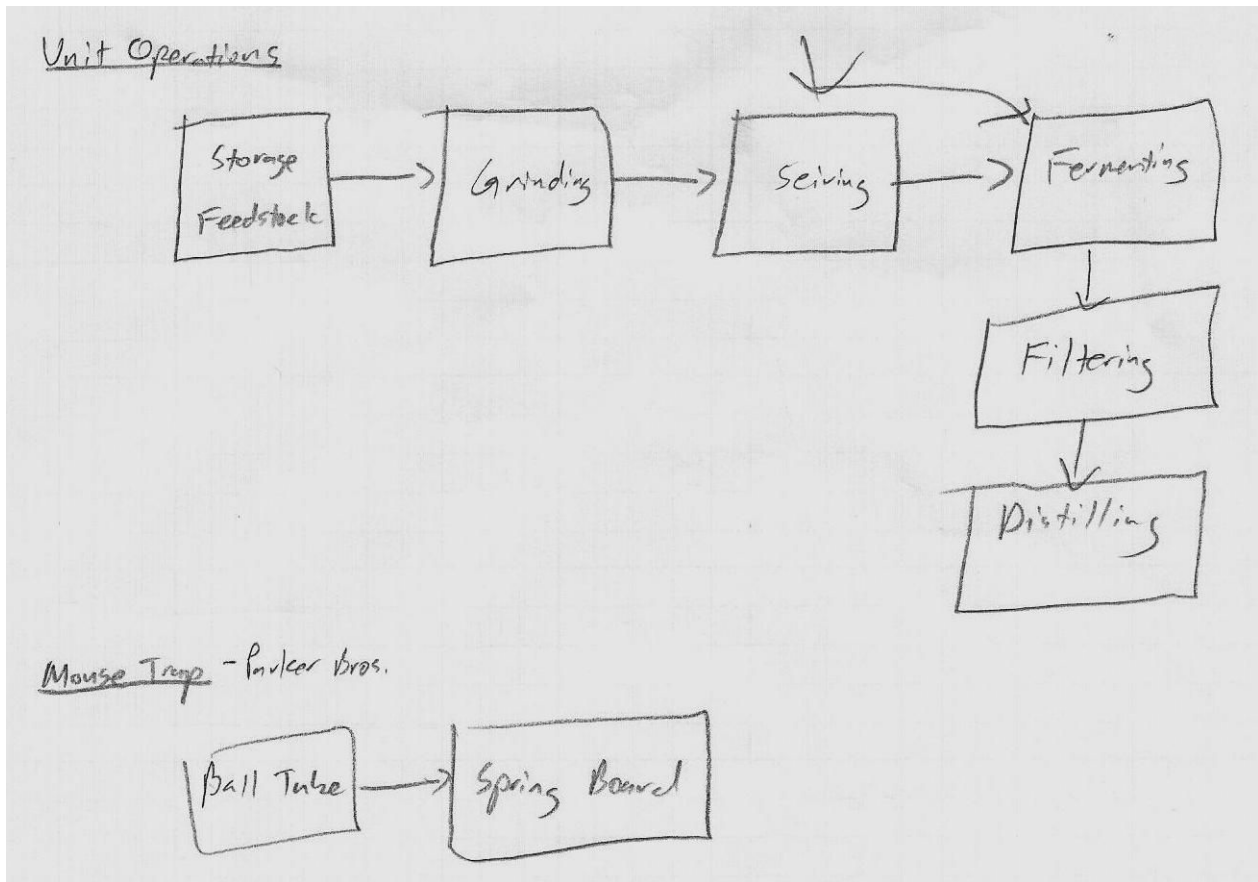 Unit Operations
Storage
Feedstock
Grinding
Seiving
Fermenting
Filtering
Distilling
Mouse Trap - Parker Bros.
Ball Tube
Spring Board